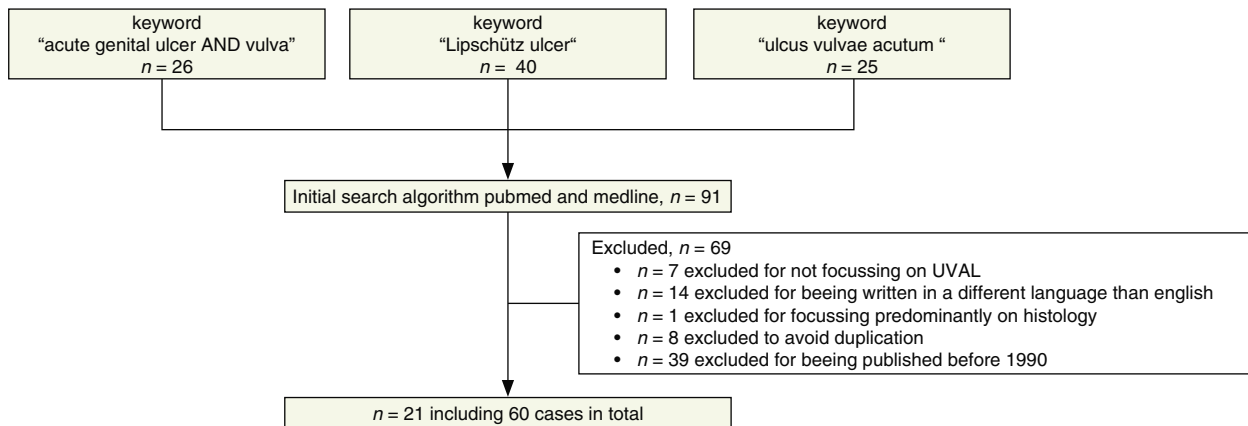 keyword
“acute genital ulcer AND vulva”
n = 26
keyword
“Lipschütz ulcer“
n = 40
keyword
“ulcus vulvae acutum “
n = 25
Initial search algorithm pubmed and medline, n = 91
Excluded, n = 69
• n = 7 excluded for not focussing on UVAL
• n = 14 excluded for beeing written in a different language than english
• n = 1 excluded for focussing predominantly on histology
• n = 8 excluded to avoid duplication
• n = 39 excluded for beeing published before 1990
n = 21 including 60 cases in total